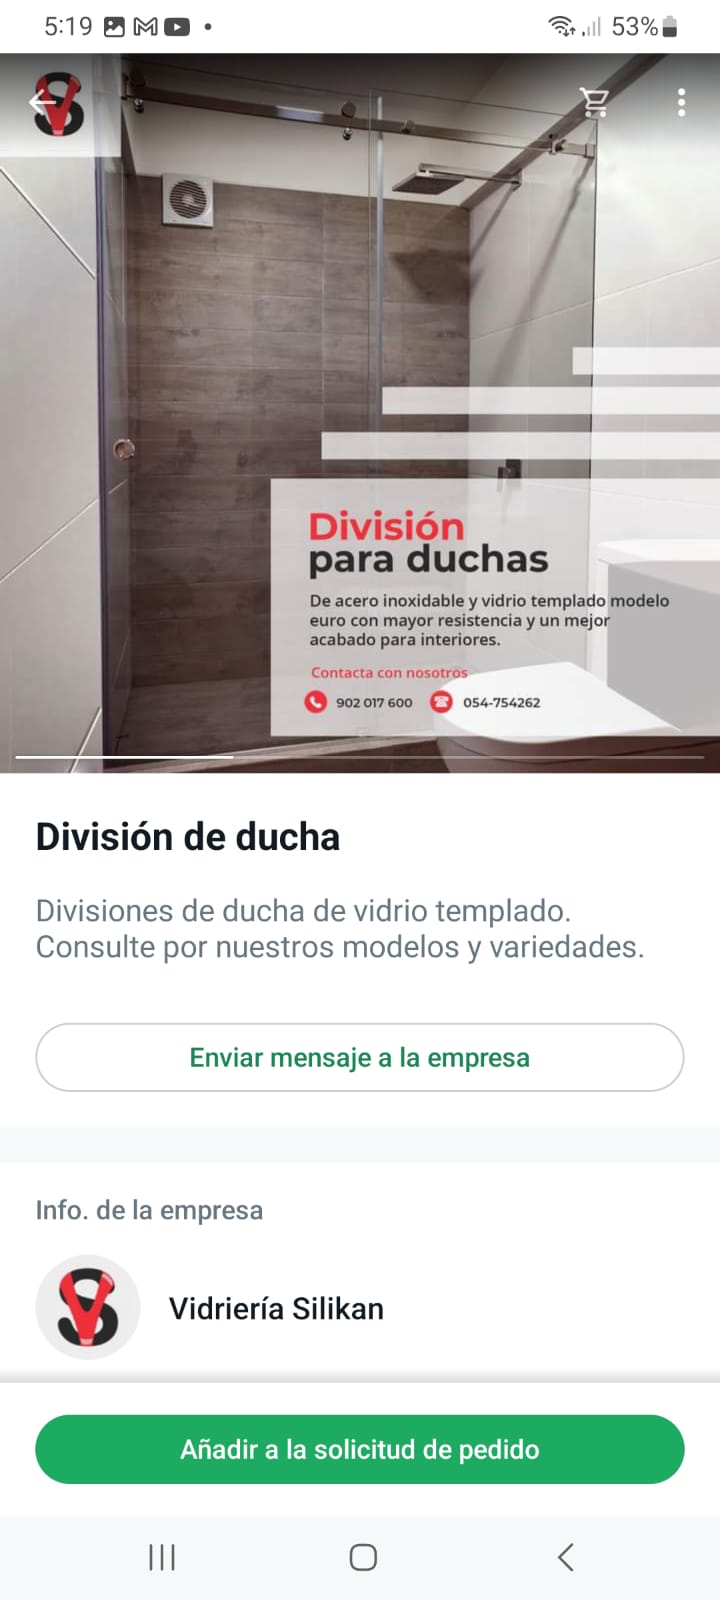 5:19
53%
División
para duchas
De acero inoxidable y vidrio templado modelo
euro con mayor resistencia y un mejor
acabado para interiores.
Contacta con nosotros
902 017 600 054-754262
División de ducha
Divisiones de ducha de vidrio templado.
Consulte por nuestros modelos y variedades.
Enviar mensaje a la empresa
Info. de la empresa
Vidriería Silikan
Añadir a la solicitud de pedido